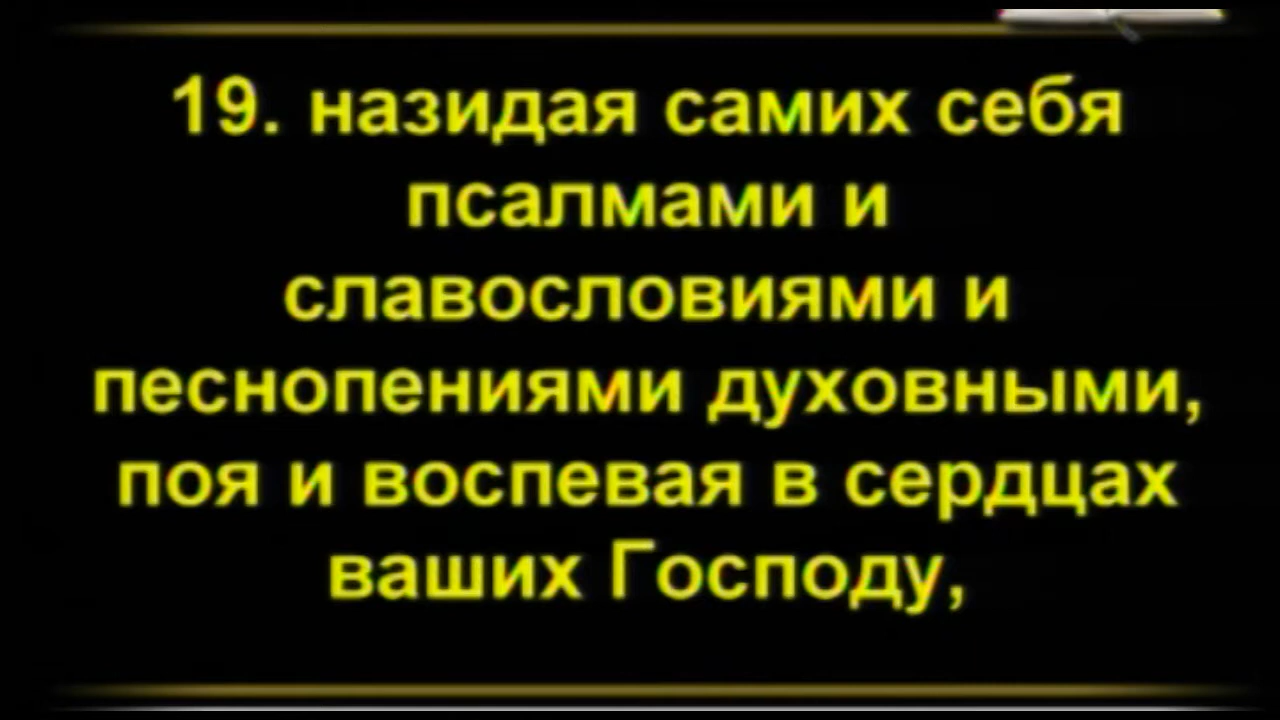 19. назидая самих себя
псалмами и
славословиями и
песнопениями духовными,
поя и воспевая в сердцах
ваших Господу,